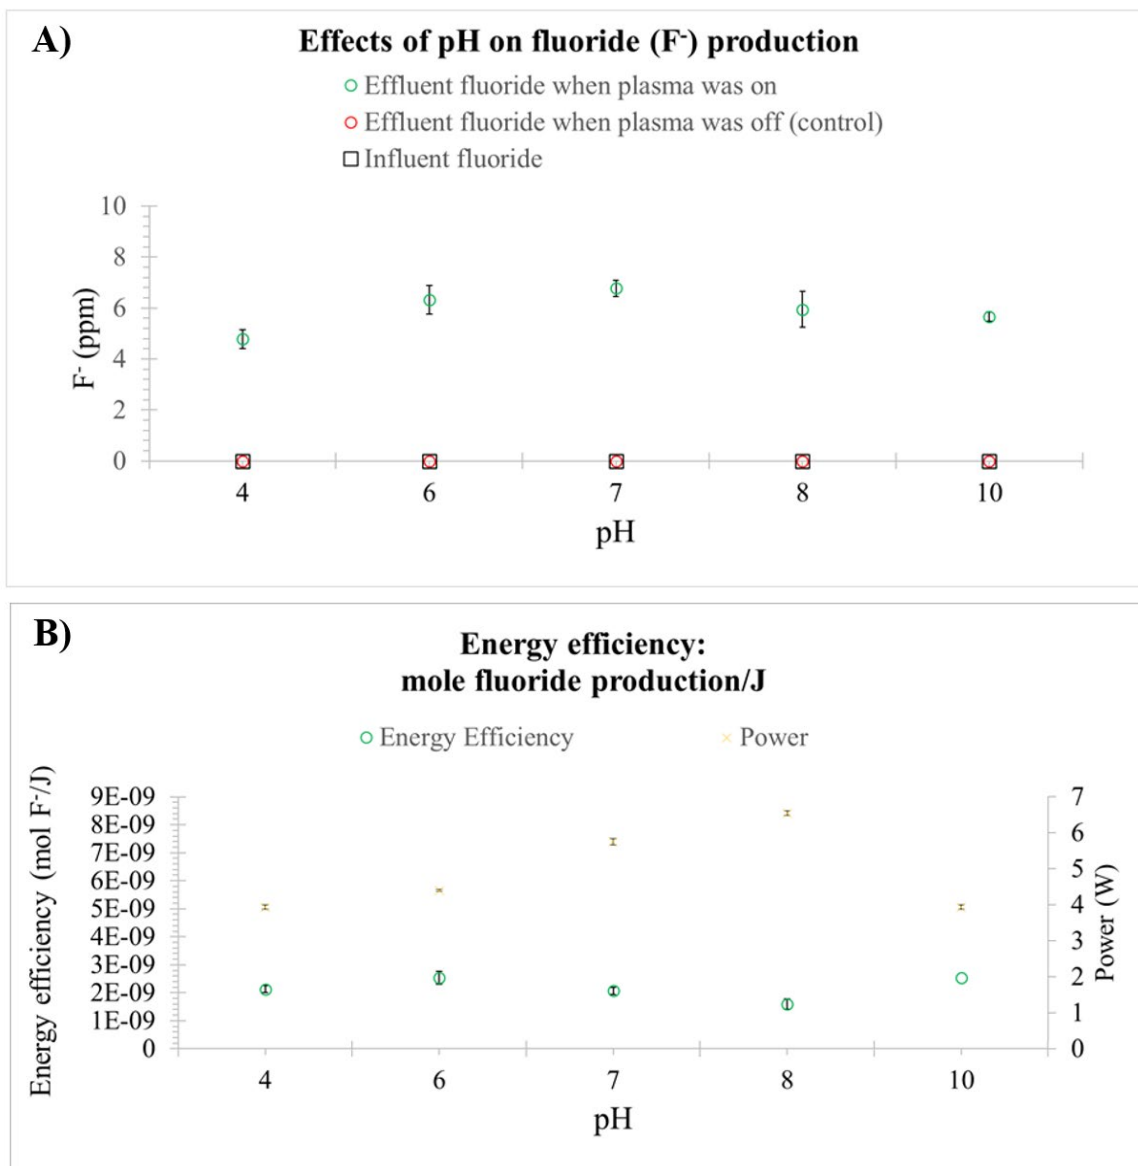 A)
Effects of pH on fluoride (F-) production
Effluent fluoride when plasma was on
Effluent fluoride when plasma was off (control)
Influent fluoride
10
8
6
4
2
0
F- (ppm)
4 6 7 8 10
pH
B)
Energy efficiency:
mole fluoride production/J
Energy Efficiency Power
Energy efficiency (mol F-/J)
9E-09
8E-09
7E-09
6E-09
5E-09
4E-09
3E-09
2E-09
1E-09
0
7
6
5
4
3
2
1
0
Power (W)
4 6 7 8 10
pH